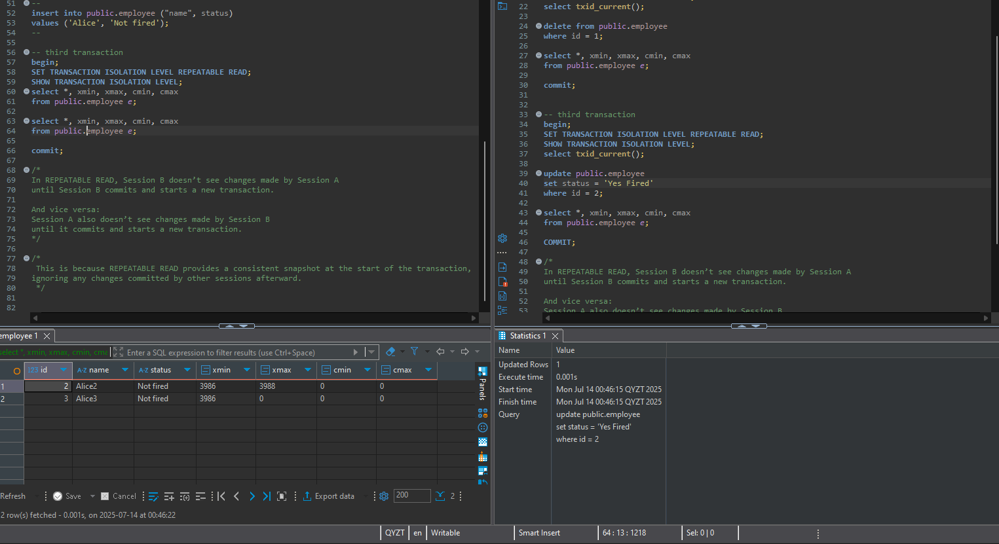 51 --
52 insert into public.employee ("name", status)
53 values ('Alice', 'Not fired');
54 --
55
56 -- third transaction
57 begin;
58 SET TRANSACTION ISOLATION LEVEL REPEATABLE READ;
59 SHOW TRANSACTION ISOLATION LEVEL;
60 select *, xmin, xmax, cmin, cmax
61 from public.employee e;
62
63 select *, xmin, xmax, cmin, cmax
64 from public.employee e;
65
66 commit;
67
68 /*
69 In REPEATABLE READ, Session B doesn’t see changes made by Session A
70 until Session B commits and starts a new transaction.
71
72 And vice versa:
73 Session A also doesn’t see changes made by Session B
74 until it commits and starts a new transaction.
75 */
76
77 /*
78 This is because REPEATABLE READ provides a consistent snapshot at the start of the transaction,
79 ignoring any changes committed by other sessions afterward.
80 */
81
82
employee 1
select *, xmin, xmax, cmin, cma
Enter a SQL expression to filter results (use Ctrl+Space)
123 id A-Z name A-Z status xmin xmax cmin cmax
1 2 Alice2 Not fired 3986 3988 0 0
2 3 Alice3 Not fired 3986 0 0 0
Panels
Refresh Save Cancel Export data 200 2
2 row(s) fetched - 0.001s, on 2025-07-14 at 00:46:22
22 select txid_current();
23
24 delete from public.employee
25 where id = 1;
26
27 select *, xmin, xmax, cmin, cmax
28 from public.employee e;
29
30 commit;
31
32
33 -- third transaction
34 begin;
35 SET TRANSACTION ISOLATION LEVEL REPEATABLE READ;
36 SHOW TRANSACTION ISOLATION LEVEL;
37 select txid_current();
38
39 update public.employee
40 set status = 'Yes Fired'
41 where id = 2;
42
43 select *, xmin, xmax, cmin, cmax
44 from public.employee e;
45
46 COMMIT;
47
48 /*
49 In REPEATABLE READ, Session B doesn’t see changes made by Session A
50 until Session B commits and starts a new transaction.
51
52 And vice versa:
53 Session A also doesn’t see changes made by Session B
Statistics 1
Name Value
Updated Rows 1
Execute time 0.001s
Start time Mon Jul 14 00:46:15 QYZT 2025
Finish time Mon Jul 14 00:46:15 QYZT 2025
Query update public.employee
set status = 'Yes Fired'
where id = 2
QYZT en Writable Smart Insert 64 : 13 : 1218 Sel: 0 | 0